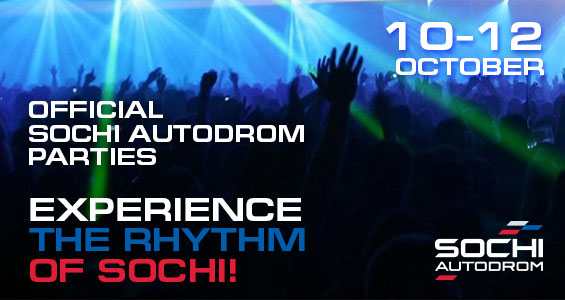 10-12
OCTOBER
OFFICIAL
SOCHI AUTODROM
PARTIES
EXPERIENCE
THE RHYTHM
OF SOCHI!
SOCHI
AUTODROM